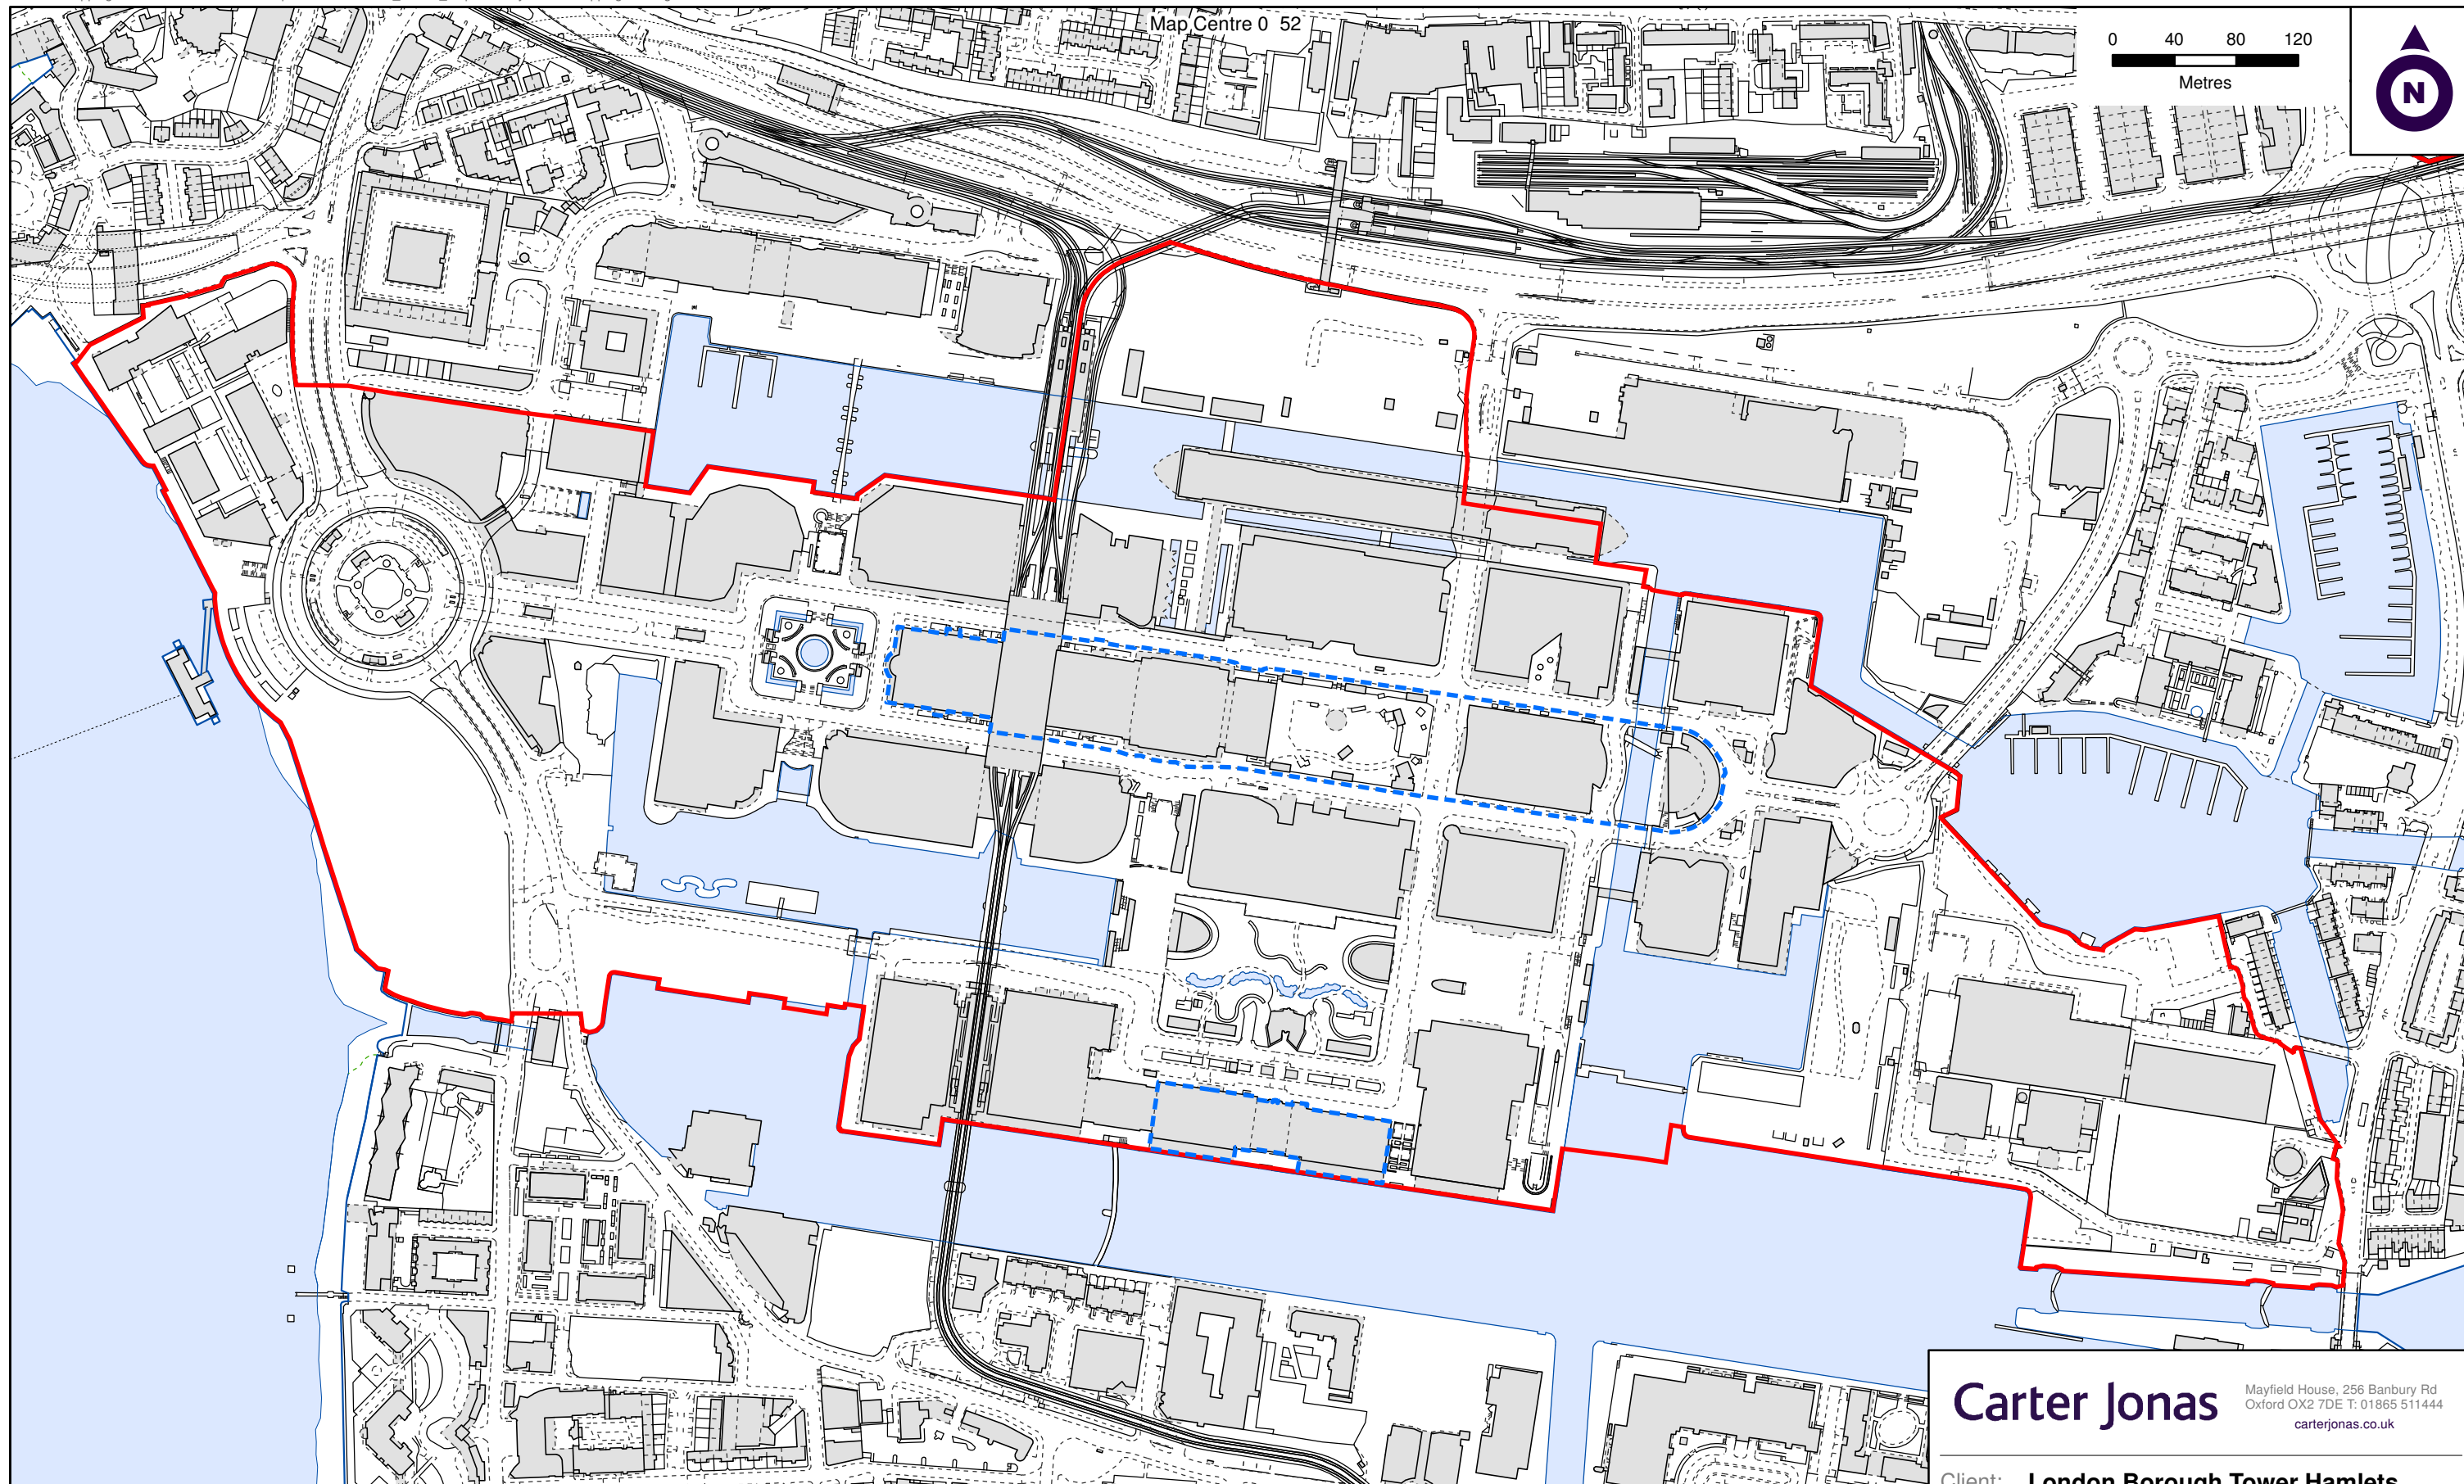 Map Centre 0 52
0 40 80 120
Metres
N
Carter Jonas
Mayfield House, 256 Banbury Rd
Oxford OX2 7DE T: 01865 511444
carterjonas.co.uk
Client: London Borough Tower Hamlets